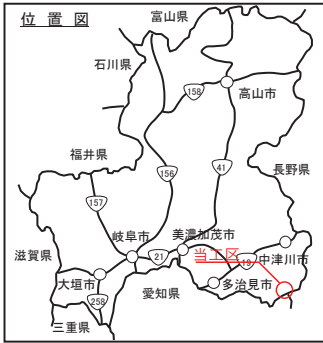 位置図
富山県
石川県
158
高山市
156
41
福井県
長野県
157
岐阜市
美濃加茂市
滋賀県
21
当工区
19
中津川市
大垣市
多治見市
258
愛知県
三重県